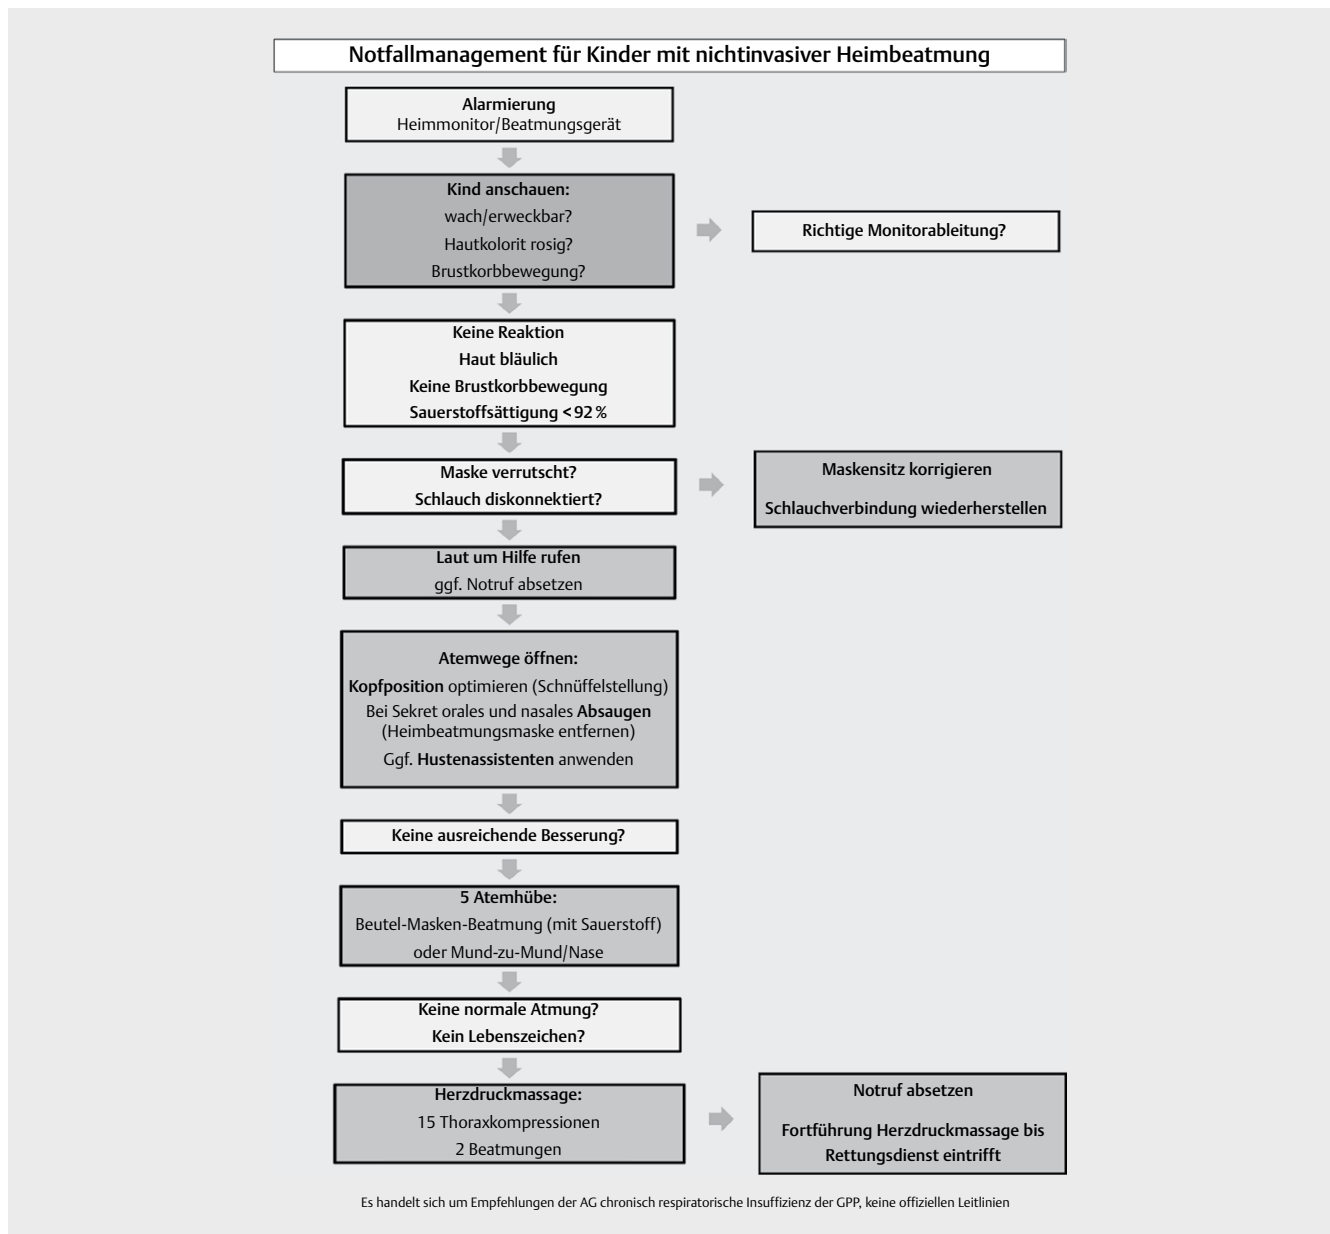 Notfallmanagement für Kinder mit nichtinvasiver Heimbeatmung
Alarmierung
Heimmonitor/Beatmungsgerät
Kind anschauen:
wach/erweckbar?
Hautkolorit rosig?
Brustkorbbewegung?
Richtige Monitorableitung?
Keine Reaktion
Haut bläulich
Keine Brustkorbbewegung
Sauerstoffsättigung < 92 %
Maske verrutscht?
Schlauch diskonnektiert?
Maskensitz korrigieren
Schlauchverbindung wiederherstellen
Laut um Hilfe rufen
ggf. Notruf absetzen
Atemwege öffnen:
Kopfposition optimieren (Schnüffelstellung)
Bei Sekret orales und nasales Absaugen
(Heimbeatmungsmaske entfernen)
Ggf. Hustenassistenten anwenden
Keine ausreichende Besserung?
5 Atemhübe:
Beutel-Masken-Beatmung (mit Sauerstoff)
oder Mund-zu-Mund/Nase
Keine normale Atmung?
Kein Lebenszeichen?
Herzdruckmassage:
15 Thoraxkompressionen
2 Beatmungen
Notruf absetzen
Fortführung Herzdruckmassage bis
Rettungsdienst eintrifft
Es handelt sich um Empfehlungen der AG chronisch respiratorische Insuffizienz der GPP, keine offiziellen Leitlinien